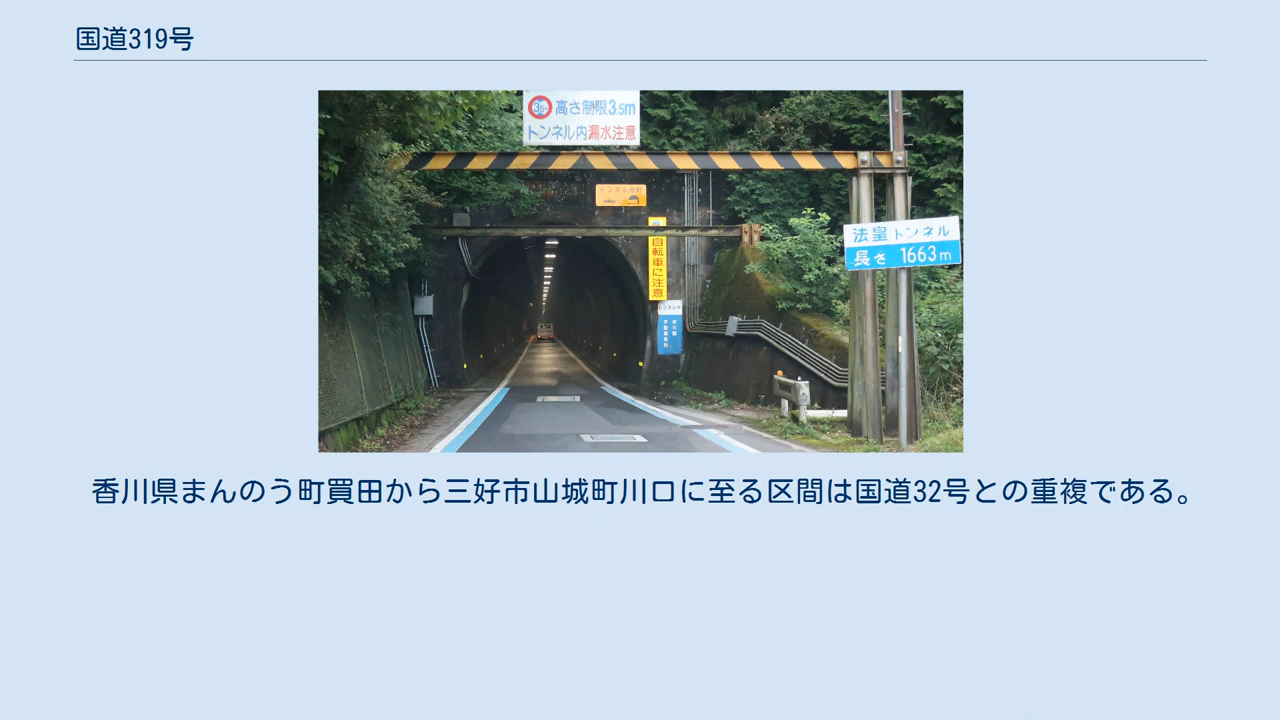 国道319号
高さ制限3.5m
トンネル内漏水注意
自転車に注意
法皇トンネル
長さ 1663m
香川県まんのう町買田から三好市山城町川口に至る区間は国道32号との重複である。